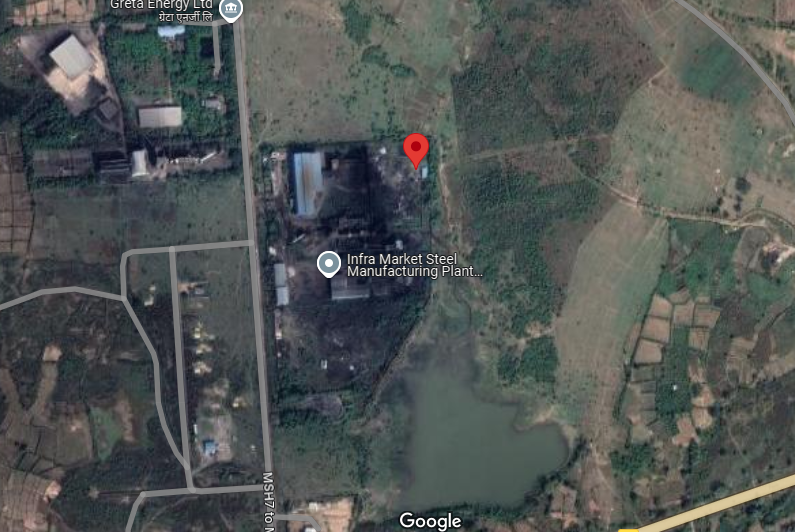 Greta Energy Ltd
ग्रेटा एनर्जी लि
Infra Market Steel
Manufacturing Plant...
MSH7 to
Google